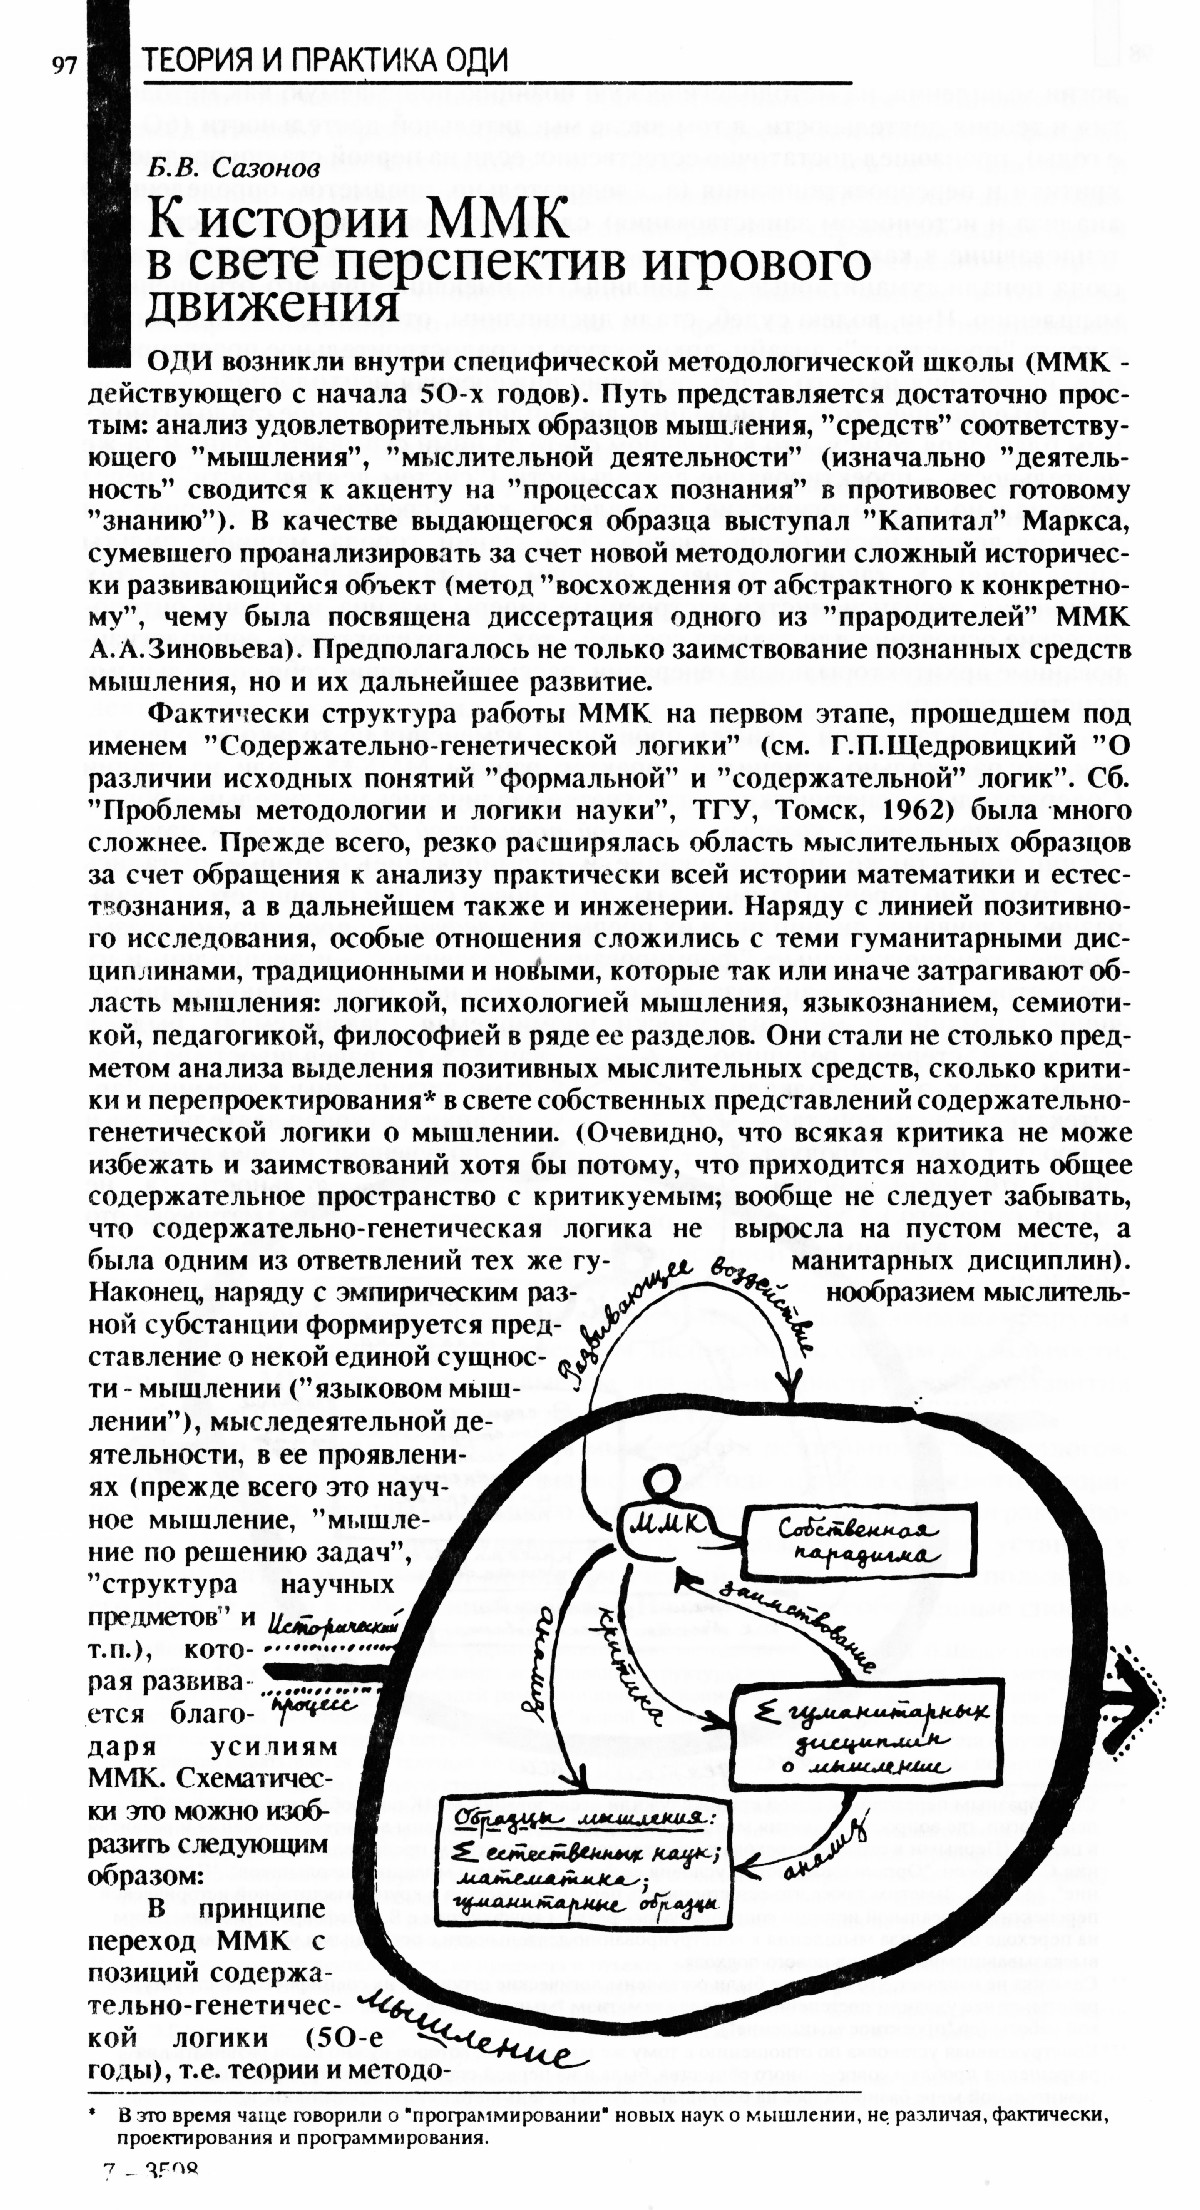 97
ТЕОРИЯ И ПРАКТИКА ОДИ
Б.В. Сазонов
К истории ММК
в свете перспектив игрового
движения
ОДИ возникли внутри специфической методологической школы (ММК -
действующего с начала 5О-х годов). Путь представляется достаточно прос-
тым: анализ удовлетворительных образцов мышления, ”средств” соответству-
ющего ”мышления”, ”мыслительной деятельности” (изначально ”деятель-
ность” сводится к акценту на ”процессах познания” в противовес готовому
”знанию”). В качестве выдающегося образца выступал ”Капитал” Маркса,
сумевшего проанализировать за счет новой методологии сложный историчес-
ки развивающийся объект (метод ”восхождения от абстрактного к конкретно-
му”, чему была посвящена диссертация одного из ”прародителей” ММК
А.А.Зиновьева). Предполагалось не только заимствование познанных средств
мышления, но и их дальнейшее развитие.
Фактически структура работы ММК на первом этапе, прошедшем под
именем ”Содержательно-генетической логики” (см. Г.П.Щедровицкий ”О
различии исходных понятий ”формальной” и ”содержательной” логик”. Сб.
”Проблемы методологии и логики науки”, ТГУ, Томск, 1962) была много
сложнее. Прежде всего, резко расширялась область мыслительных образцов
за счет обращения к анализу практически всей истории математики и естес-
твознания, а в дальнейшем также и инженерии. Наряду с линией позитивно-
го исследования, особые отношения сложились с теми гуманитарными дис-
циплинами, традиционными и новыми, которые так или иначе затрагивают об-
ласть мышления: логикой, психологией мышления, языкознанием, семиоти-
кой, педагогикой, философией в ряде ее разделов. Они стали не столько пред-
метом анализа выделения позитивных мыслительных средств, сколько крити-
ки и перепроектирования* в свете собственных представлений содержательно-
генетической логики о мышлении. (Очевидно, что всякая критика не може
избежать и заимствований хотя бы потому, что приходится находить общее
содержательное пространство с критикуемым; вообще не следует забывать,
что содержательно-генетическая логика не выросла на пустом месте, а
была одним из ответвлений тех же гу- манитарных дисциплин).
Наконец, наряду с эмпирическим раз- нообразием мыслитель-
ной субстанции формируется пред-
ставление о некой единой сущнос-
ти - мышлении (”языковом мыш-
лении”), мыследеятельной де-
ятельности, в ее проявлени-
ях (прежде всего это науч-
ное мышление, ”мышле-
ние по решению задач”,
”структура научных
предметов” и
т.п.), кото-
рая развива-
ется благо-
даря усилиям
ММК. Схематичес-
ки это можно изоб-
разить следующим
образом:
В принципе
переход ММК с
позиций содержа-
тельно-генетичес-
кой логики (5О-е
годы), т.е. теории и методо-
Развивающее воздействие
ММК
Собственная
парадигма
заимствование
критика
анализ
Исторический
процесс
Σ гуманитарных
дисциплин
о мышлении
Образцы мышления:
Σ естественных наук;
математика;
гуманитарные образцы
анализ
Мышление
* В это время чаще говорили о "программировании" новых наук о мышлении, не различая, фактически,
проектирования и программирования.
7 - 3508